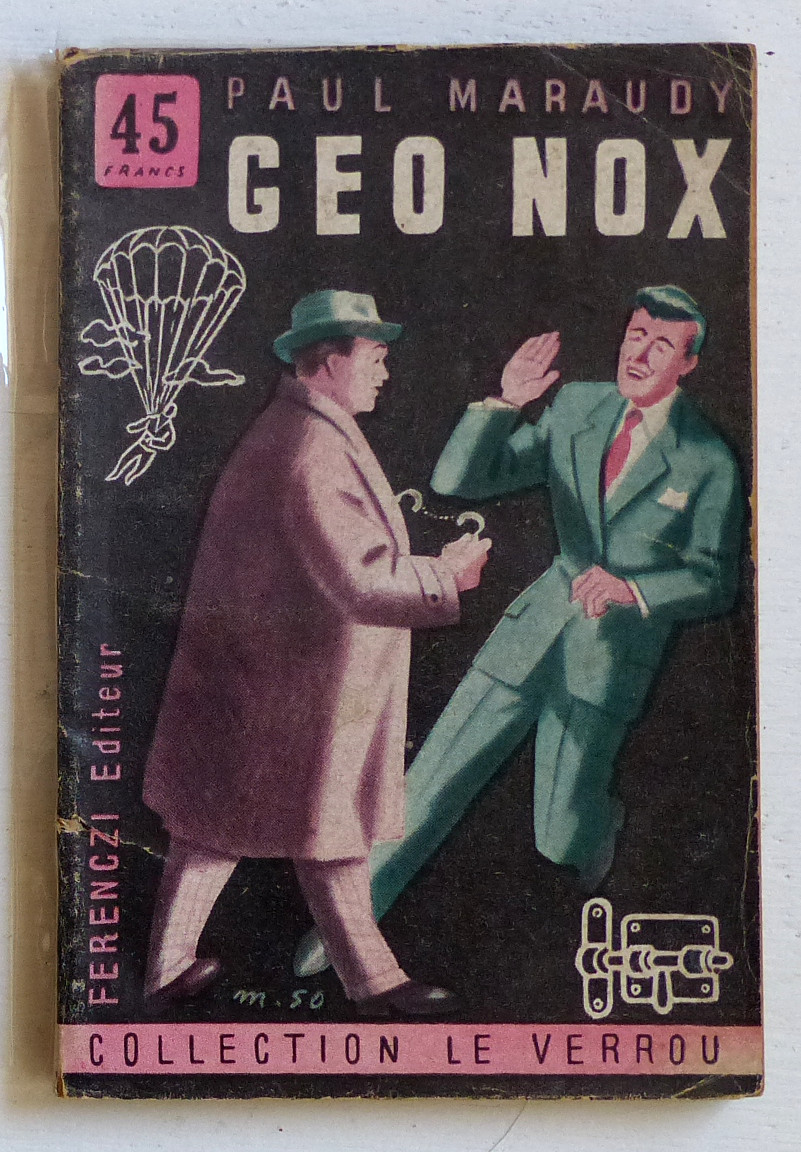 45
FRANCS
PAUL MARAUDY
GEO NOX
FERENCZI Editeur
m. 50
COLLECTION LE VERROU